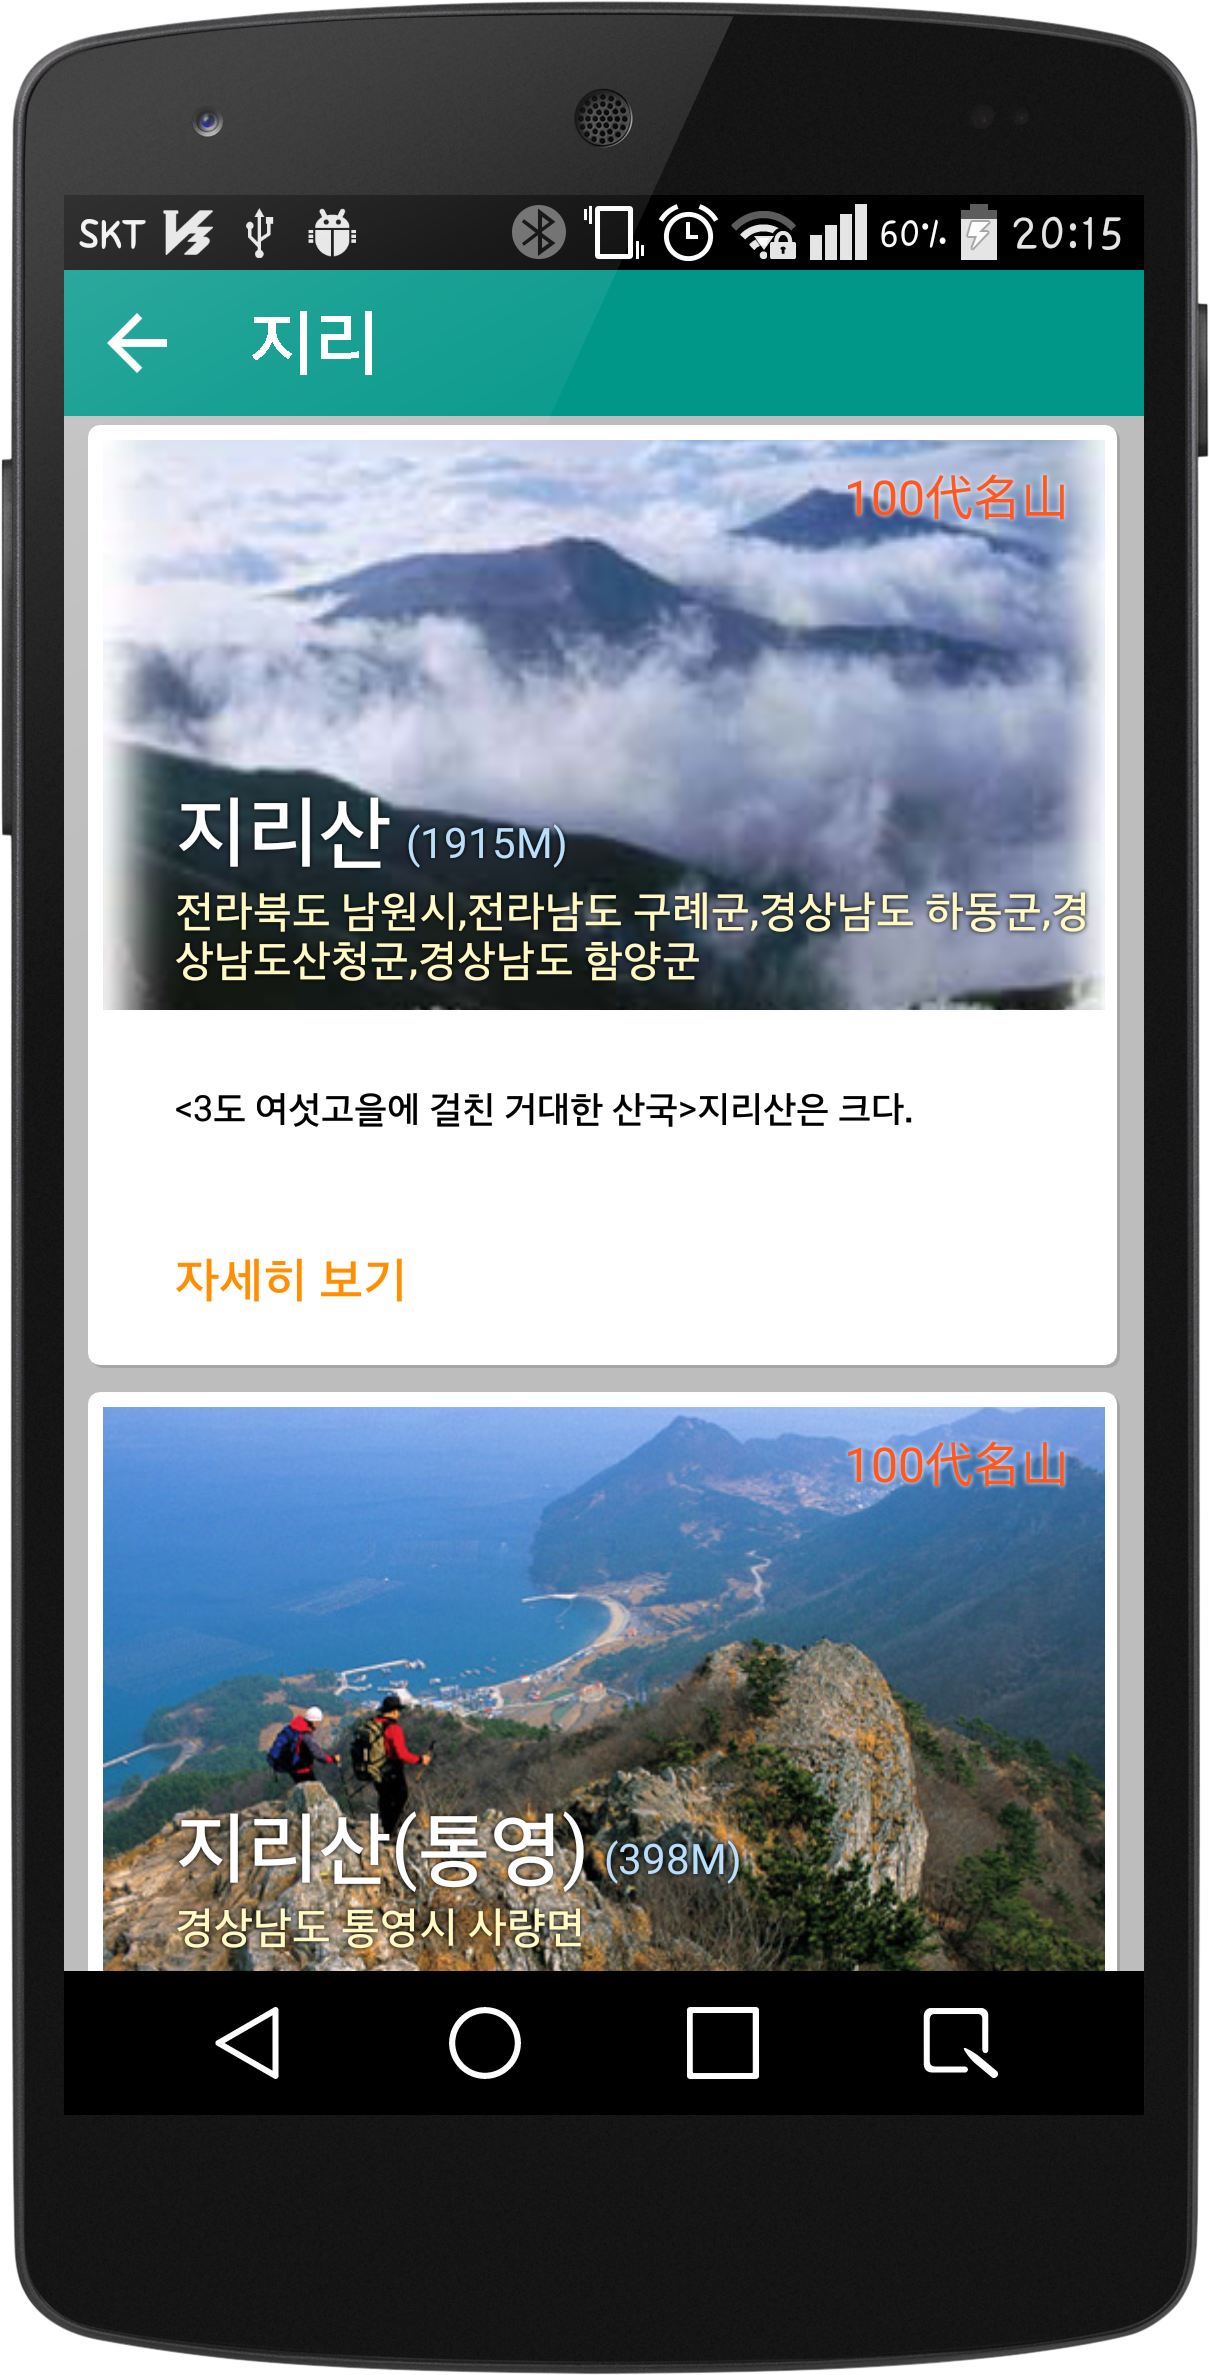 SKT V3 60% 20:15
지리
100代名山
지리산 (1915M)
전라북도 남원시,전라남도 구례군,경상남도 하동군,경
상남도산청군,경상남도 함양군
<3도 여섯고을에 걸친 거대한 산국>지리산은 크다.
자세히 보기
100代名山
지리산(통영) (398M)
경상남도 통영시 사량면